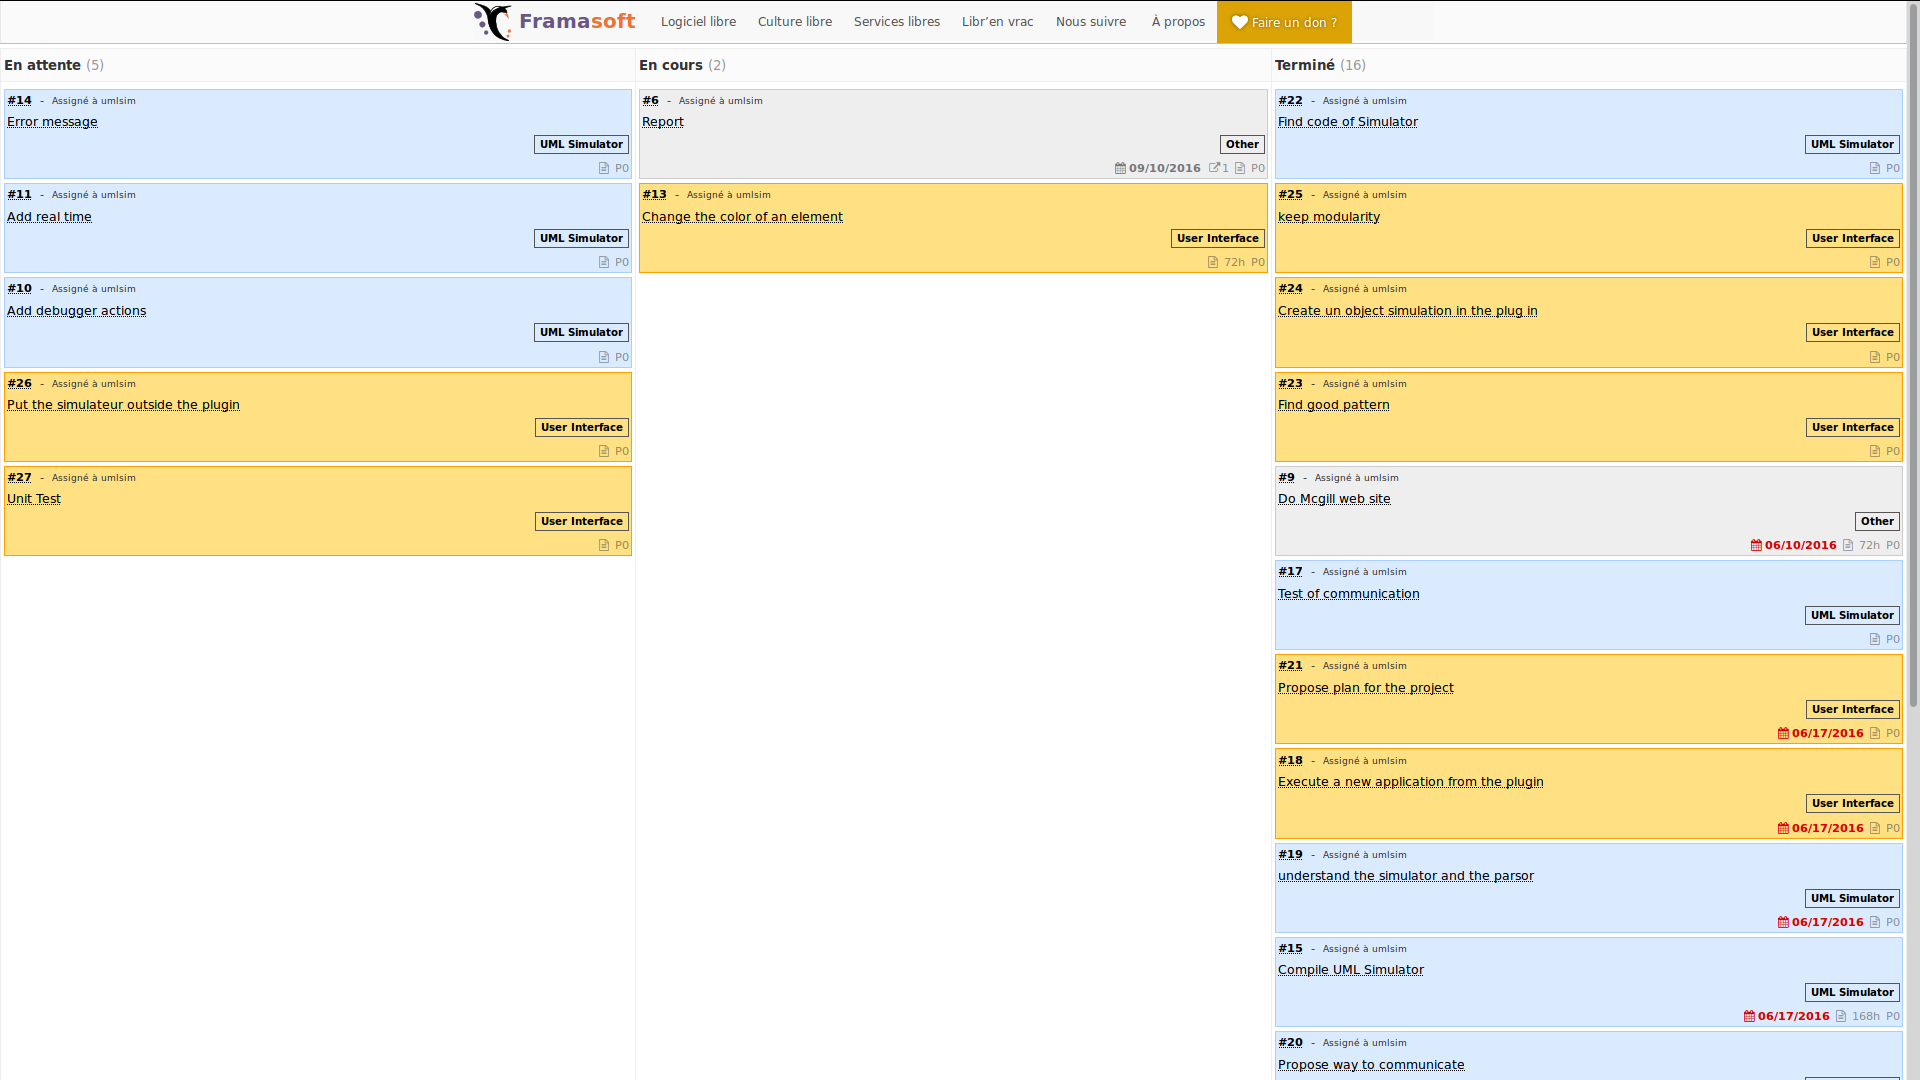 Framasoft Logiciel libre Culture libre Services libres Libr’en vrac Nous suivre À propos Faire un don ?
En attente (5)
#14 - Assigné à umlsim
Error message
UML Simulator
P0
#11 - Assigné à umlsim
Add real time
UML Simulator
P0
#10 - Assigné à umlsim
Add debugger actions
UML Simulator
P0
#26 - Assigné à umlsim
Put the simulateur outside the plugin
User Interface
P0
#27 - Assigné à umlsim
Unit Test
User Interface
P0
En cours (2)
#6 - Assigné à umlsim
Report
Other
09/10/2016 1 P0
#13 - Assigné à umlsim
Change the color of an element
User Interface
72h P0
Terminé (16)
#22 - Assigné à umlsim
Find code of Simulator
UML Simulator
P0
#25 - Assigné à umlsim
keep modularity
User Interface
P0
#24 - Assigné à umlsim
Create un object simulation in the plug in
User Interface
P0
#23 - Assigné à umlsim
Find good pattern
User Interface
P0
#9 - Assigné à umlsim
Do Mcgill web site
Other
06/10/2016 72h P0
#17 - Assigné à umlsim
Test of communication
UML Simulator
P0
#21 - Assigné à umlsim
Propose plan for the project
User Interface
06/17/2016 P0
#18 - Assigné à umlsim
Execute a new application from the plugin
User Interface
06/17/2016 P0
#19 - Assigné à umlsim
understand the simulator and the parsor
UML Simulator
06/17/2016 P0
#15 - Assigné à umlsim
Compile UML Simulator
UML Simulator
06/17/2016 168h P0
#20 - Assigné à umlsim
Propose way to communicate